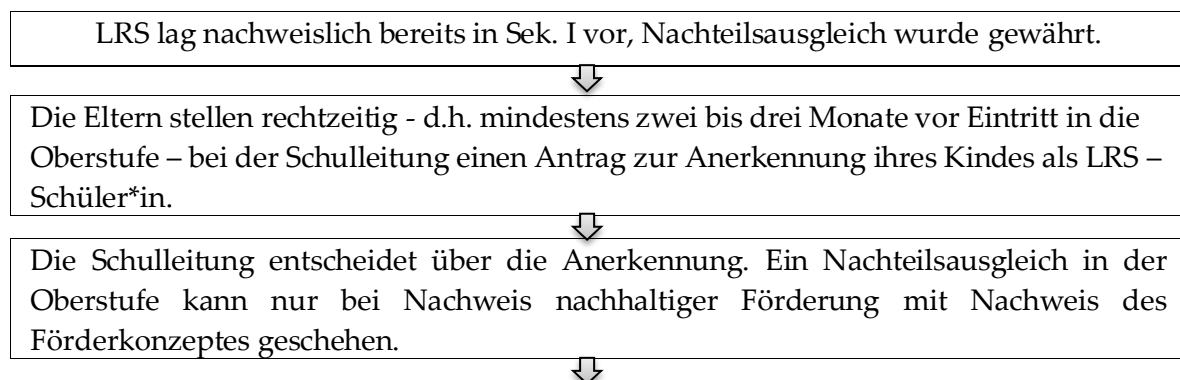 LRS lag nachweislich bereits in Sek. I vor, Nachteilsausgleich wurde gewährt.
Die Eltern stellen rechtzeitig - d.h. mindestens zwei bis drei Monate vor Eintritt in die
Oberstufe – bei der Schulleitung einen Antrag zur Anerkennung ihres Kindes als LRS –
Schüler*in.
Die Schulleitung entscheidet über die Anerkennung. Ein Nachteilsausgleich in der
Oberstufe kann nur bei Nachweis nachhaltiger Förderung mit Nachweis des
Förderkonzeptes geschehen.